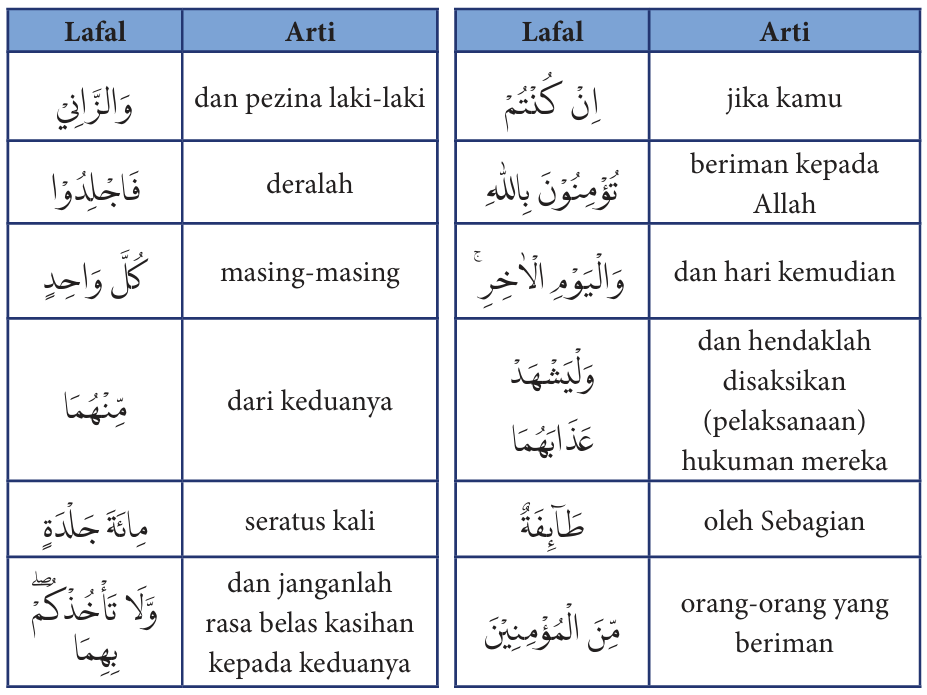 Lafal Arti
وَالزَّانِيْ dan pezina laki-laki
فَاجْلِدُوْا deralah
كُلَّ وَاحِدٍ masing-masing
مِّنْهُمَا dari keduanya
مِائَةَ جَلْدَةٍ seratus kali
وَّلَا تَأْخُذْكُمْۖ dan janganlah
بِهِمَا rasa belas kasihan
kepada keduanya
Lafal Arti
اِنْ كُنْتُمْ jika kamu
تُؤْمِنُوْنَ بِاللّٰهِ beriman kepada
Allah
وَالْيَوْمِ الْاٰخِرِۚ dan hari kemudian
وَلْيَشْهَدْ dan hendaklah
عَذَابَهُمَا disaksikan
(pelaksanaan)
hukuman mereka
طَاۤىِٕفَةٌ oleh Sebagian
مِّنَ الْمُؤْمِنِيْنَ orang-orang yang
beriman